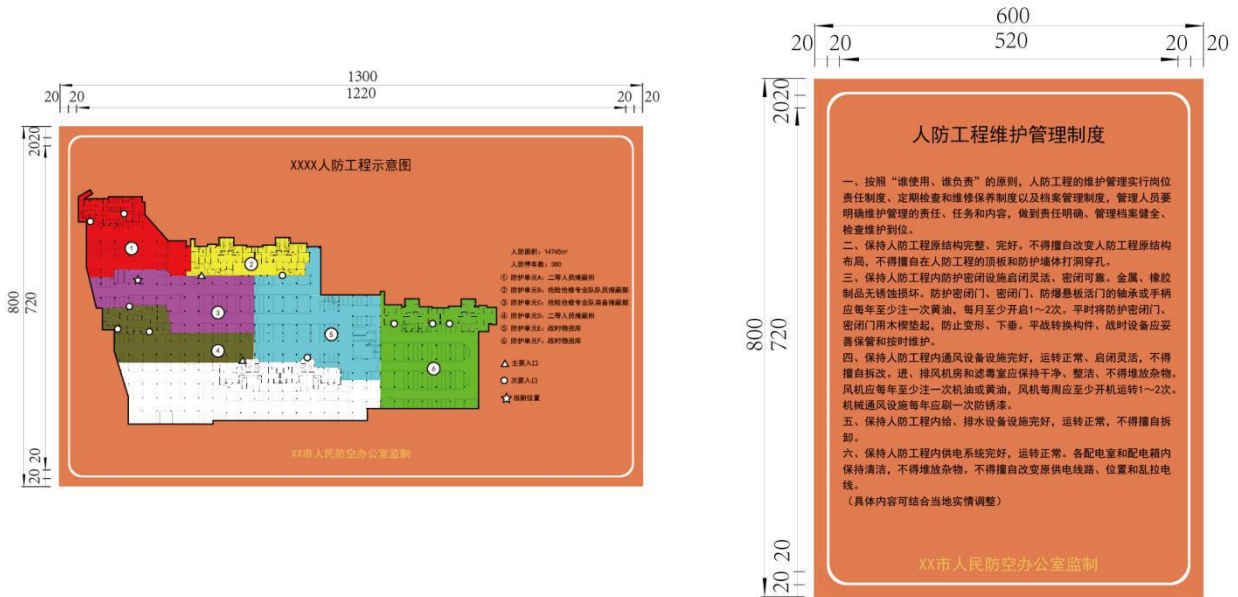 1300
20 20 1220 20 20
800
720
20 20
20 20
XXXX人防工程示意图
人防面积：14745㎡
人防停车数：380
① 防护单元A：二等人员掩蔽所
② 防护单元B：抢险抢修专业队队员掩蔽部
③ 防护单元C：抢险抢修专业队装备掩蔽部
④ 防护单元D：二等人员掩蔽所
⑤ 防护单元E：战时物资库
⑥ 防护单元F：战时物资库
△ 主要入口
○ 次要入口
☆ 当前位置
1
2
3
4
5
6
XX市人民防空办公室监制
600
20 20 520 20 20
800
720
20 20
20 20
人防工程维护管理制度
一、按照“谁使用、谁负责”的原则，人防工程的维护管理实行岗位
责任制度、定期检查和维修保养制度以及档案管理制度，管理人员要
明确维护管理的责任、任务和内容，做到责任明确、管理档案健全、
检查维护到位。
二、保持人防工程原结构完整、完好。不得擅自改变人防工程原结构
布局，不得擅自在人防工程的顶板和防护墙体打洞穿孔。
三、保持人防工程内防护密闭设施启闭灵活、密闭可靠。金属、橡胶
制品无锈蚀损坏。防护密闭门、密闭门、防爆悬板活门的轴承或手柄
应每年至少注一次黄油，每月至少开启1～2次。平时将防护密闭门、
密闭门用木楔垫起，防止变形、下垂。平战转换构件、战时设备应妥
善保管和按时维护。
四、保持人防工程内通风设备设施完好，运转正常、启闭灵活，不得
擅自拆改。进、排风机房和滤毒室应保持干净、整洁、不得堆放杂物。
风机应每年至少注一次机油或黄油，风机每周应至少开机运转1～2次。
机械通风设施每年应刷一次防锈漆。
五、保持人防工程内给、排水设备设施完好，运转正常，不得擅自拆
卸。
六、保持人防工程内供电系统完好，运转正常。各配电室和配电箱内
保持清洁，不得堆放杂物。不得擅自改变原供电线路、位置和乱拉电
线。
（具体内容可结合当地实情调整）
XX市人民防空办公室监制